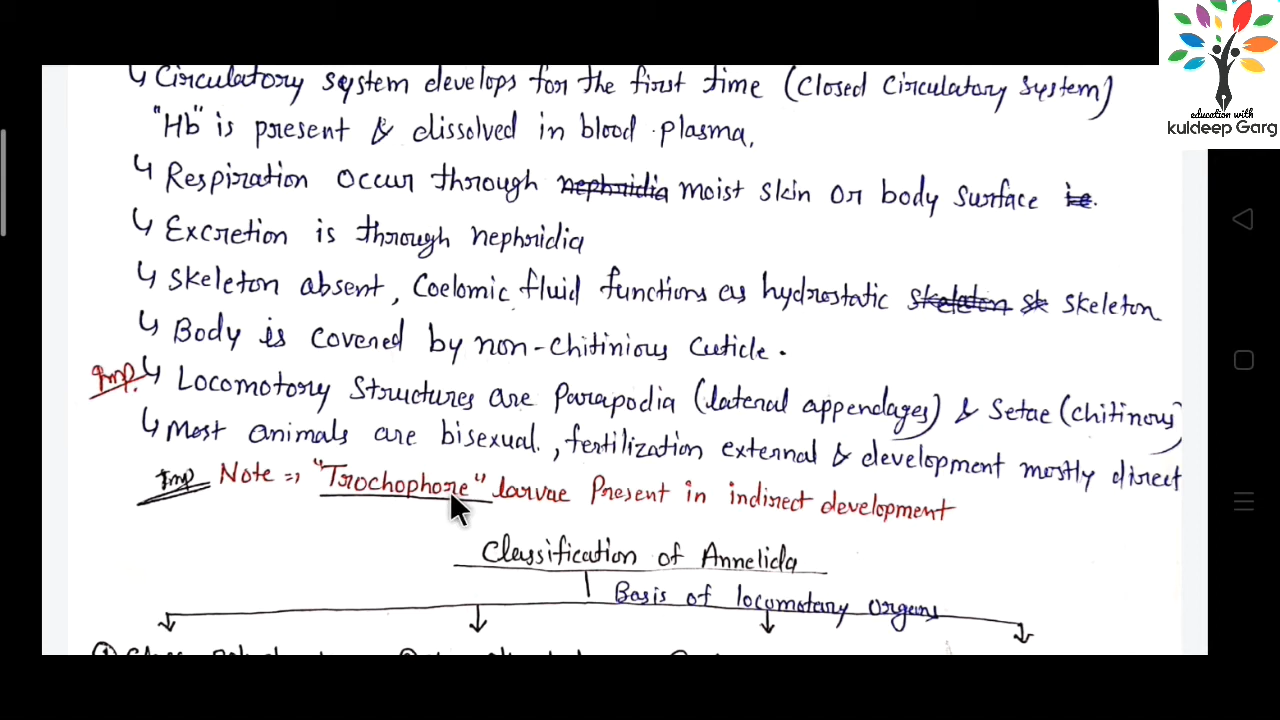 ↳ Circulatory system develops for the first time (Closed Circulatory System)
"Hb" is present & dissolved in blood plasma.
↳ Respiration occur through nephridia moist skin or body surface ie.
↳ Excretion is through nephridia
↳ Skeleton absent, Coelomic fluid functions as hydrostatic skeleton sk skeleton
↳ Body is covered by non-chitinious cuticle.
Imp. ↳ Locomotory Structures are Parapodia (lateral appendages) & Setae (chitinous)
↳ Most animals are bisexual, fertilization external & development mostly direct
Imp Note => "Trochophore" larvae Present in indirect development
Classification of Annelida
Basis of locomotary organs
education with
kuldeep Garg